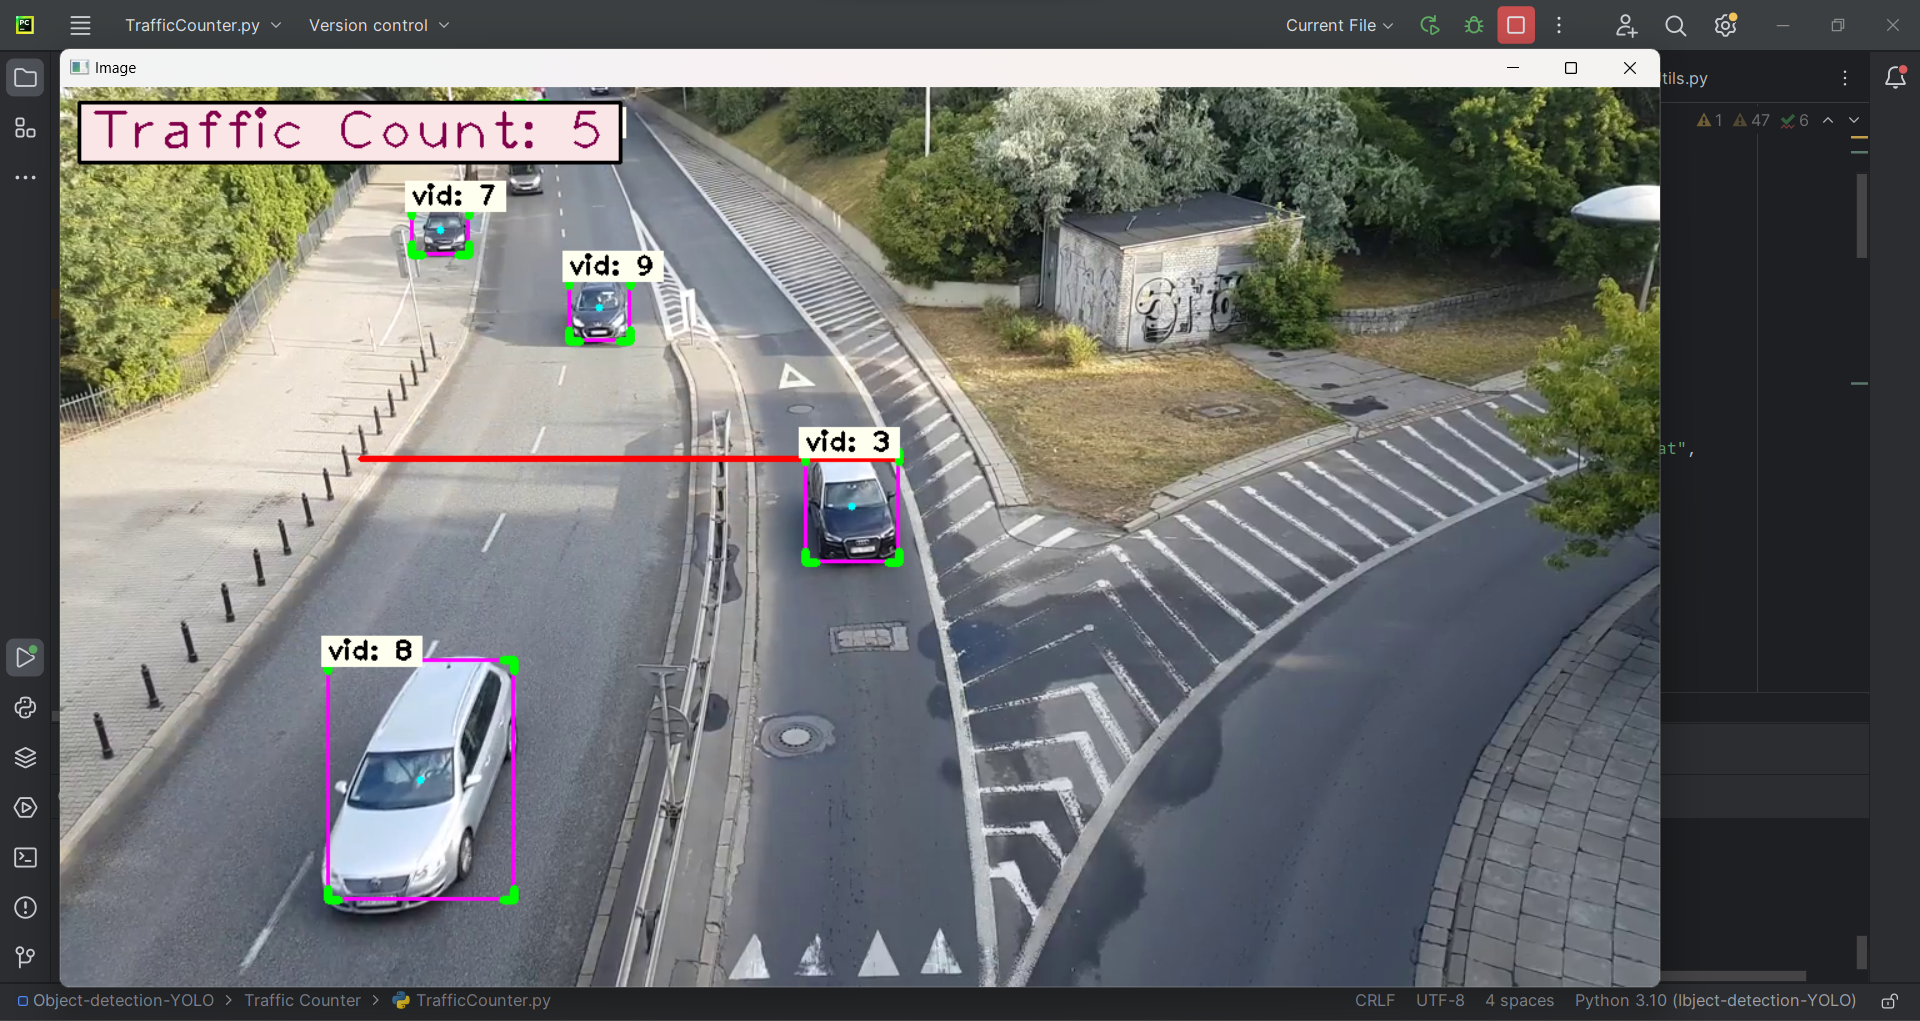 PC
TrafficCounter.py
Version control
Current File
Image
tils.py
1 47 6
Traffic Count: 5
vid: 7
vid: 9
vid: 3
vid: 8
at",
Object-detection-YOLO > Traffic Counter > TrafficCounter.py
CRLF UTF-8 4 spaces Python 3.10 (Ibject-detection-YOLO)